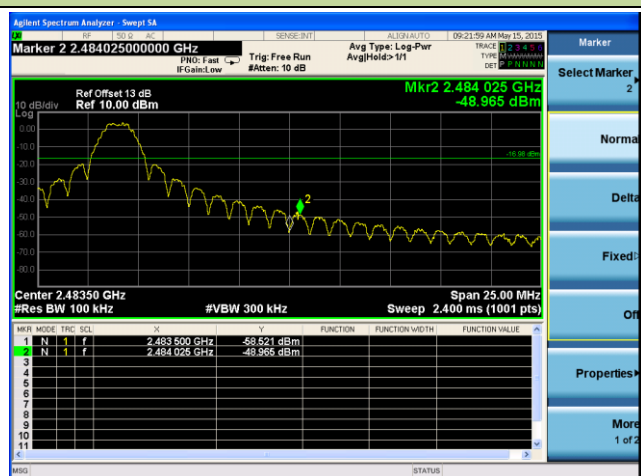 Agilent Spectrum Analyzer - Swept SA
RF 50 Ω AC SENSE:INT ALIGN AUTO 09:21:59 AM May 15, 2015
Marker 2 2.484025000000 GHz
PNO: Fast
IFGain:Low
Trig: Free Run
#Atten: 10 dB
Avg Type: Log-Pwr
Avg|Hold:>1/1
TRACE 1 2 3 4 5 6
TYPE
DET P P N N N N
Ref Offset 13 dB
Ref 10.00 dBm
10 dB/div
Log
Mkr2 2.484 025 GHz
-48.965 dBm
0.00
-10.0
-16.98 dBm
-20.0
-30.0
-40.0
2
-50.0
-60.0
-70.0
-80.0
Center 2.48350 GHz Span 25.00 MHz
#Res BW 100 kHz #VBW 300 kHz Sweep 2.400 ms (1001 pts)
MKR MODE TRC SCL X Y FUNCTION FUNCTION WIDTH FUNCTION VALUE
1 N 1 f 2.483 500 GHz -58.521 dBm
2 N 1 f 2.484 025 GHz -48.965 dBm
3
4
5
6
7
8
9
10
11
MSG STATUS
Marker
Select Marker
2
Normal
Delta
Fixed
Off
Properties
More
1 of 2